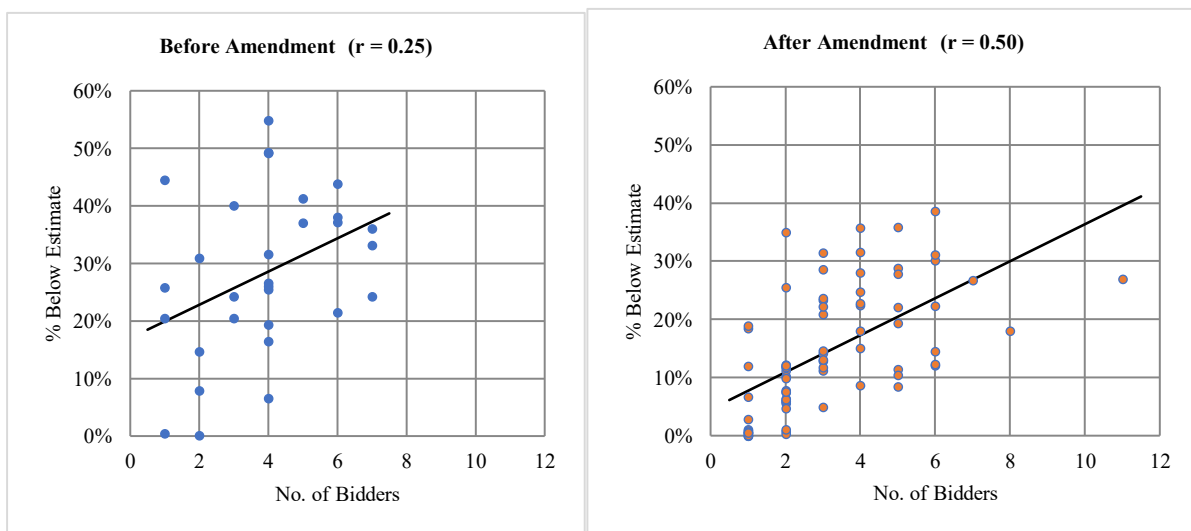 Before Amendment (r = 0.25)
60%
50%
40%
30%
20%
10%
0%
% Below Estimate
0 2 4 6 8 10 12
No. of Bidders
After Amendment (r = 0.50)
60%
50%
40%
30%
20%
10%
0%
% Below Estimate
0 2 4 6 8 10 12
No. of Bidders